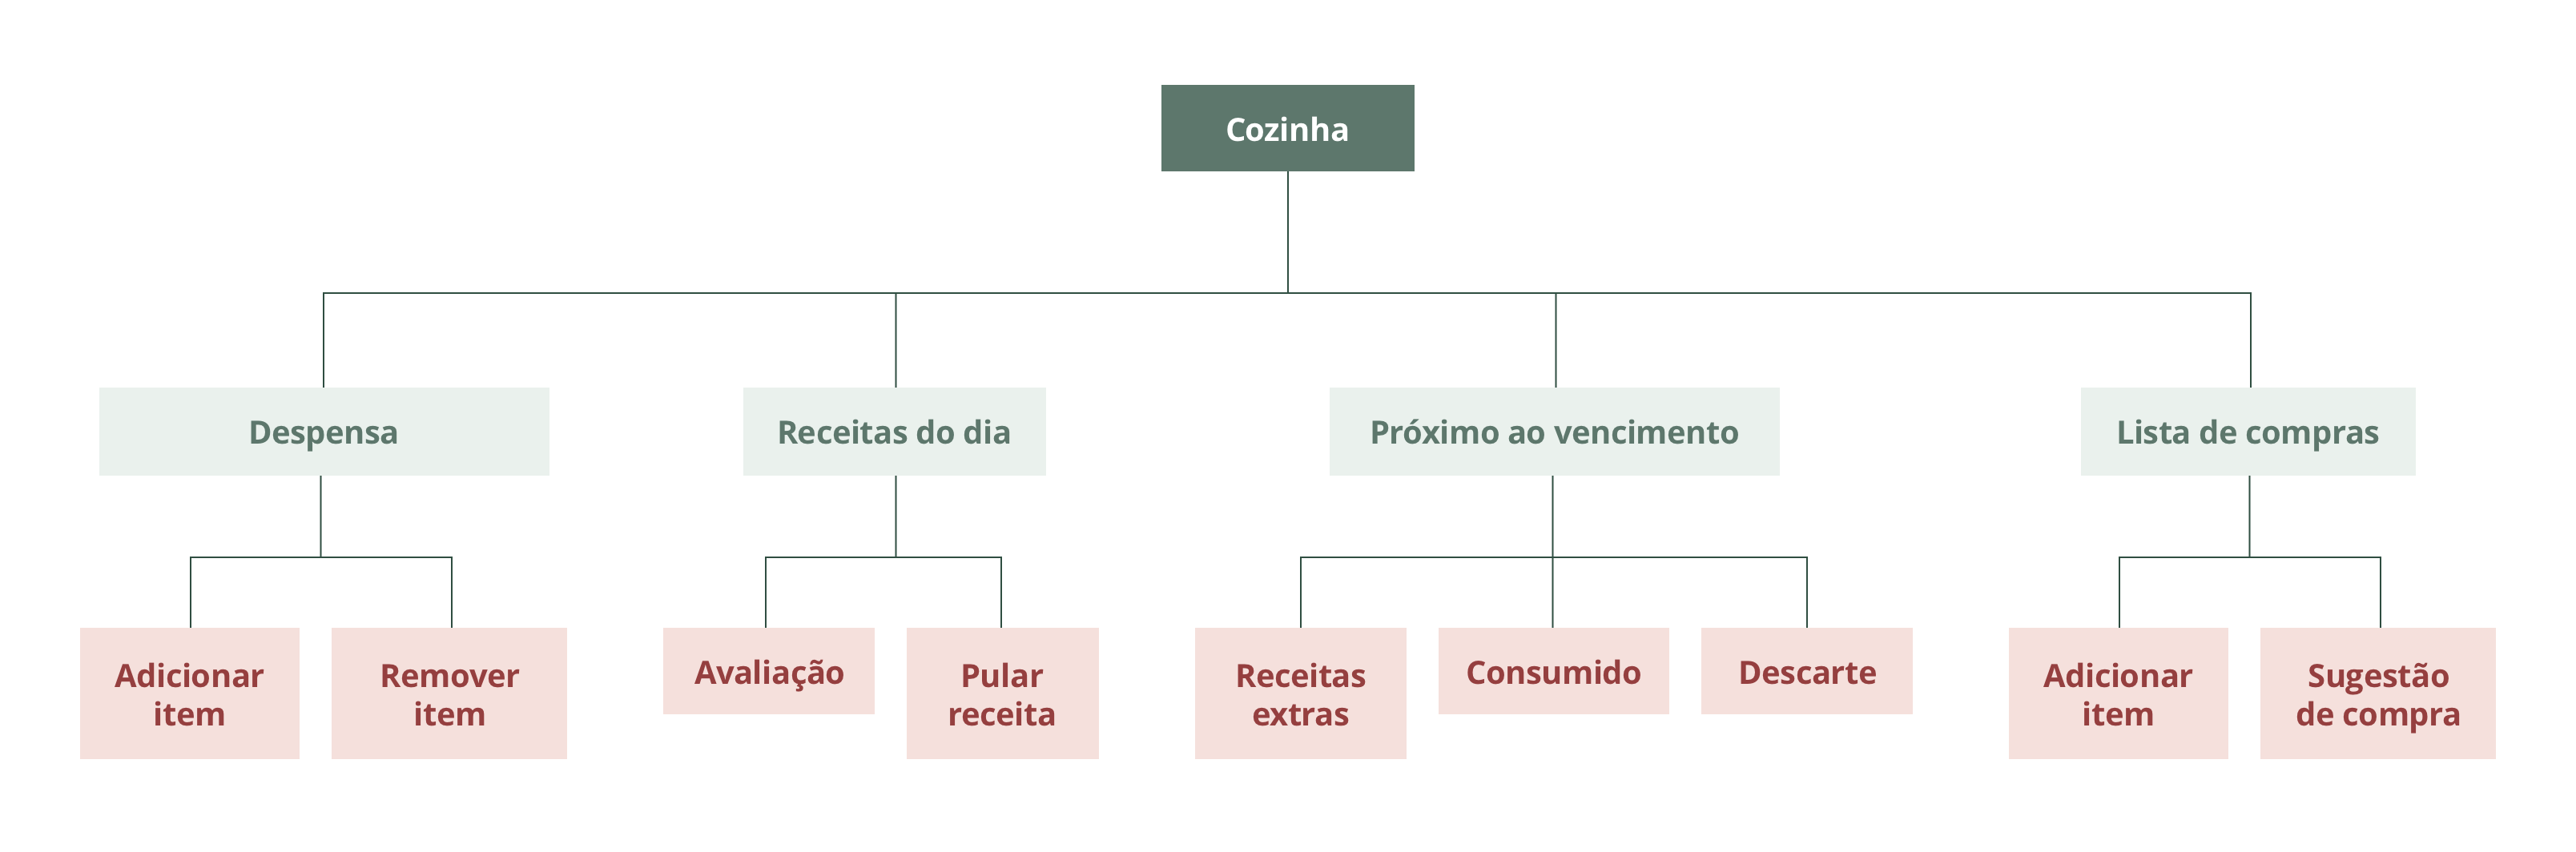 Cozinha
Despensa
Receitas do dia
Próximo ao vencimento
Lista de compras
Adicionar
item
Remover
item
Avaliação
Pular
receita
Receitas
extras
Consumido
Descarte
Adicionar
item
Sugestão
de compra